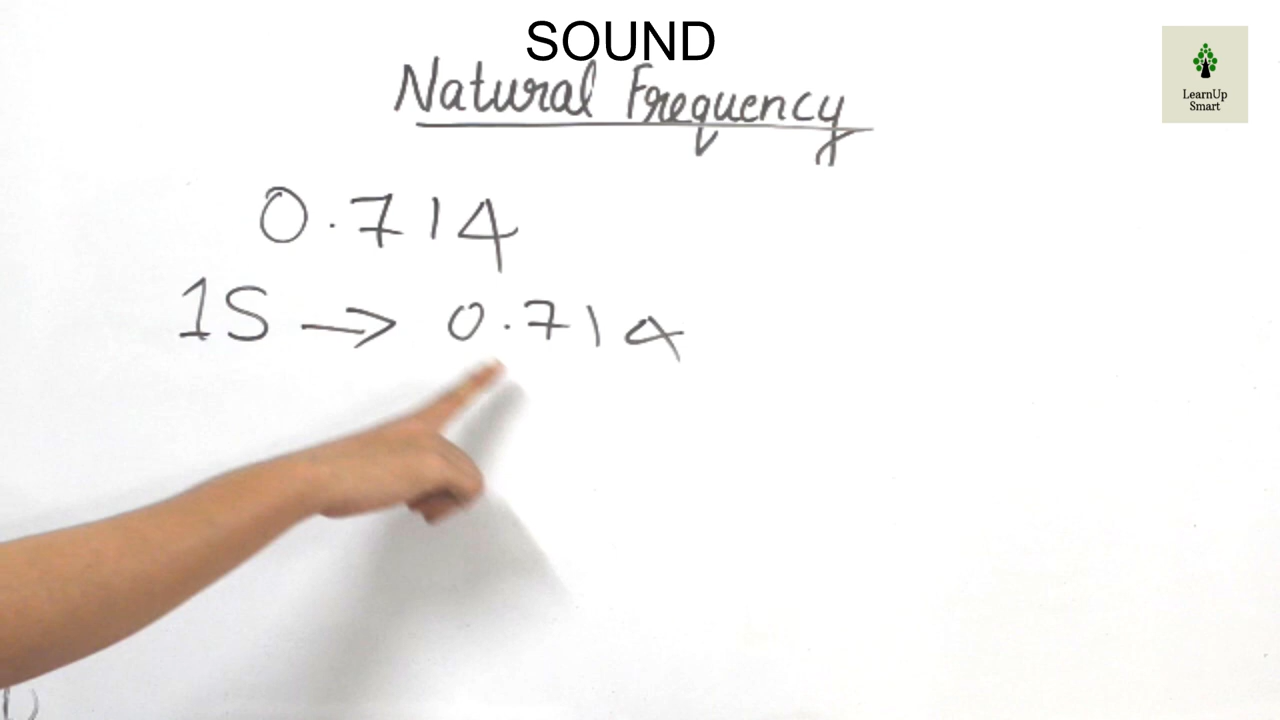 SOUND
Natural Frequency
LearnUp
Smart
0.714
1S → 0.714